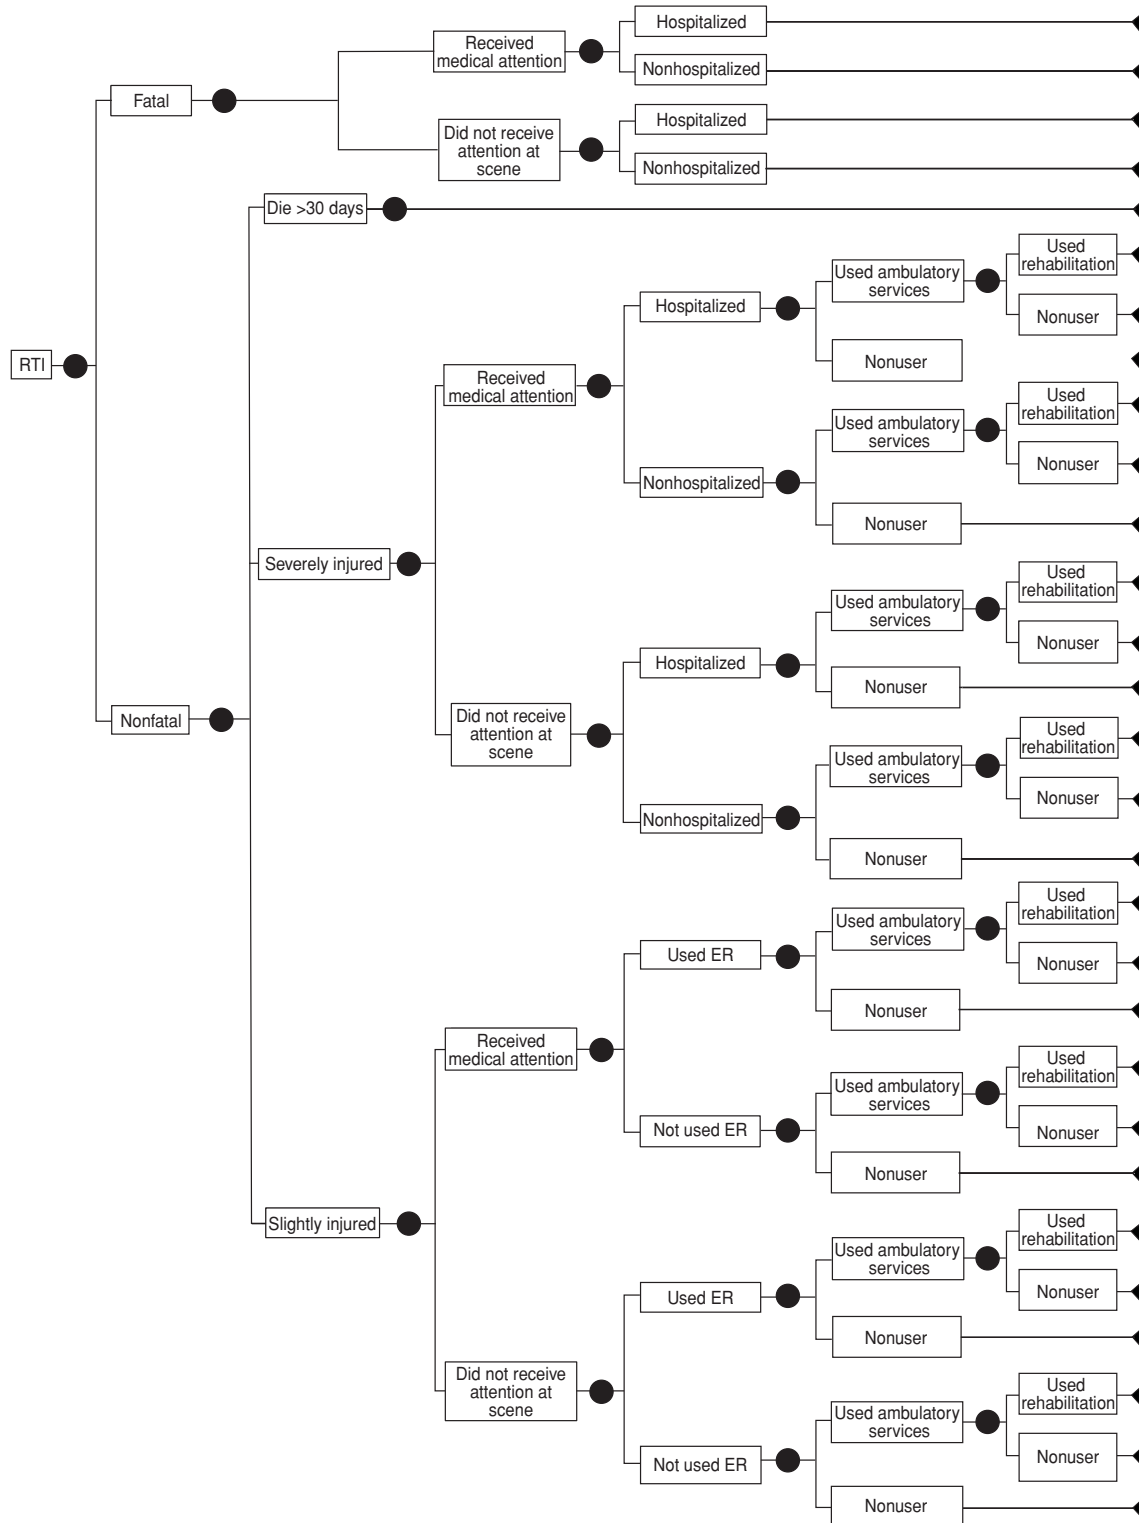 Hospitalized
Received
medical attention
Nonhospitalized
Fatal
Hospitalized
Did not receive
attention at
scene
Nonhospitalized
Die >30 days
Used
rehabilitation
Used ambulatory
services
Hospitalized
Nonuser
RTI
Nonuser
Received
medical attention
Used
rehabilitation
Used ambulatory
services
Nonuser
Nonhospitalized
Nonuser
Severely injured
Used
rehabilitation
Used ambulatory
services
Nonuser
Hospitalized
Nonuser
Nonfatal
Did not receive
attention at
scene
Used
rehabilitation
Used ambulatory
services
Nonuser
Nonhospitalized
Nonuser
Used
rehabilitation
Used ambulatory
services
Used ER
Nonuser
Nonuser
Received
medical attention
Used
rehabilitation
Used ambulatory
services
Not used ER
Nonuser
Nonuser
Slightly injured
Used
rehabilitation
Used ambulatory
services
Used ER
Nonuser
Nonuser
Did not receive
attention at
scene
Used
rehabilitation
Used ambulatory
services
Nonuser
Not used ER
Nonuser